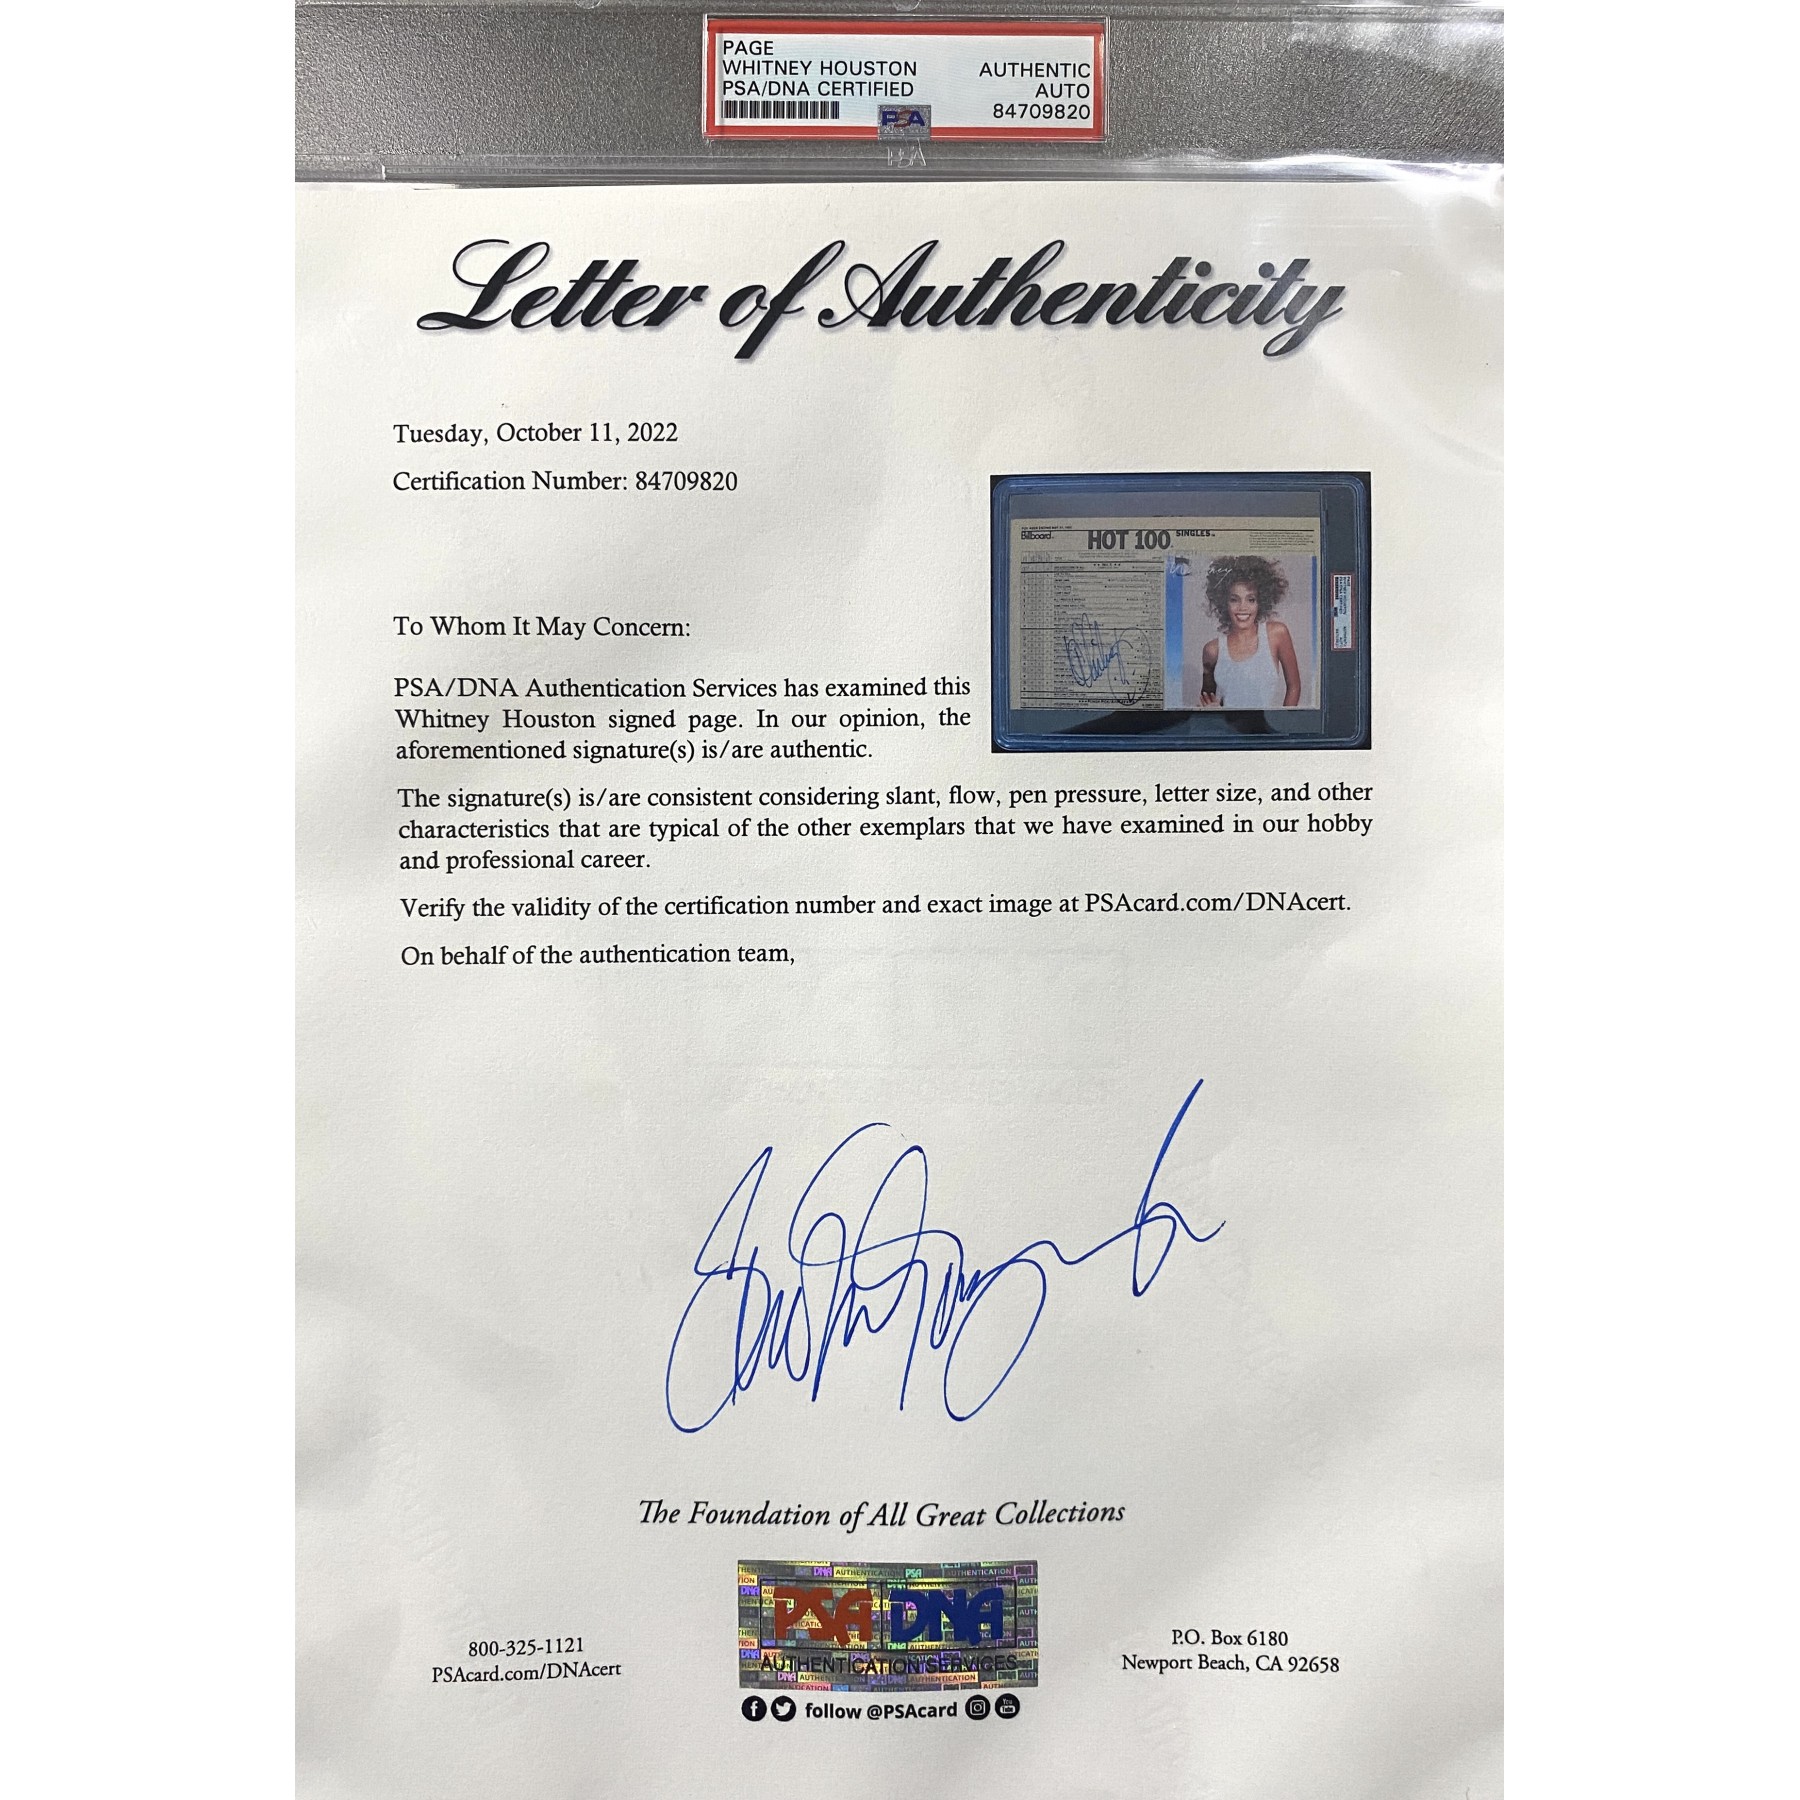 PAGE
WHITNEY HOUSTON
PSA/DNA CERTIFIED
AUTHENTIC
AUTO
84709820
PSA
PSA
Letter of Authenticity
Tuesday, October 11, 2022
Certification Number: 84709820
Billboard
HOT 100 SINGLES
To Whom It May Concern:
PSA/DNA Authentication Services has examined this
Whitney Houston signed page. In our opinion, the
aforementioned signature(s) is/are authentic.
The signature(s) is/are consistent considering slant, flow, pen pressure, letter size, and other
characteristics that are typical of the other exemplars that we have examined in our hobby
and professional career.
Verify the validity of the certification number and exact image at PSAcard.com/DNAcert.
On behalf of the authentication team,
The Foundation of All Great Collections
PSA DNA
AUTHENTICATION SERVICES
800-325-1121
PSAcard.com/DNAcert
P.O. Box 6180
Newport Beach, CA 92658
follow @PSAcard